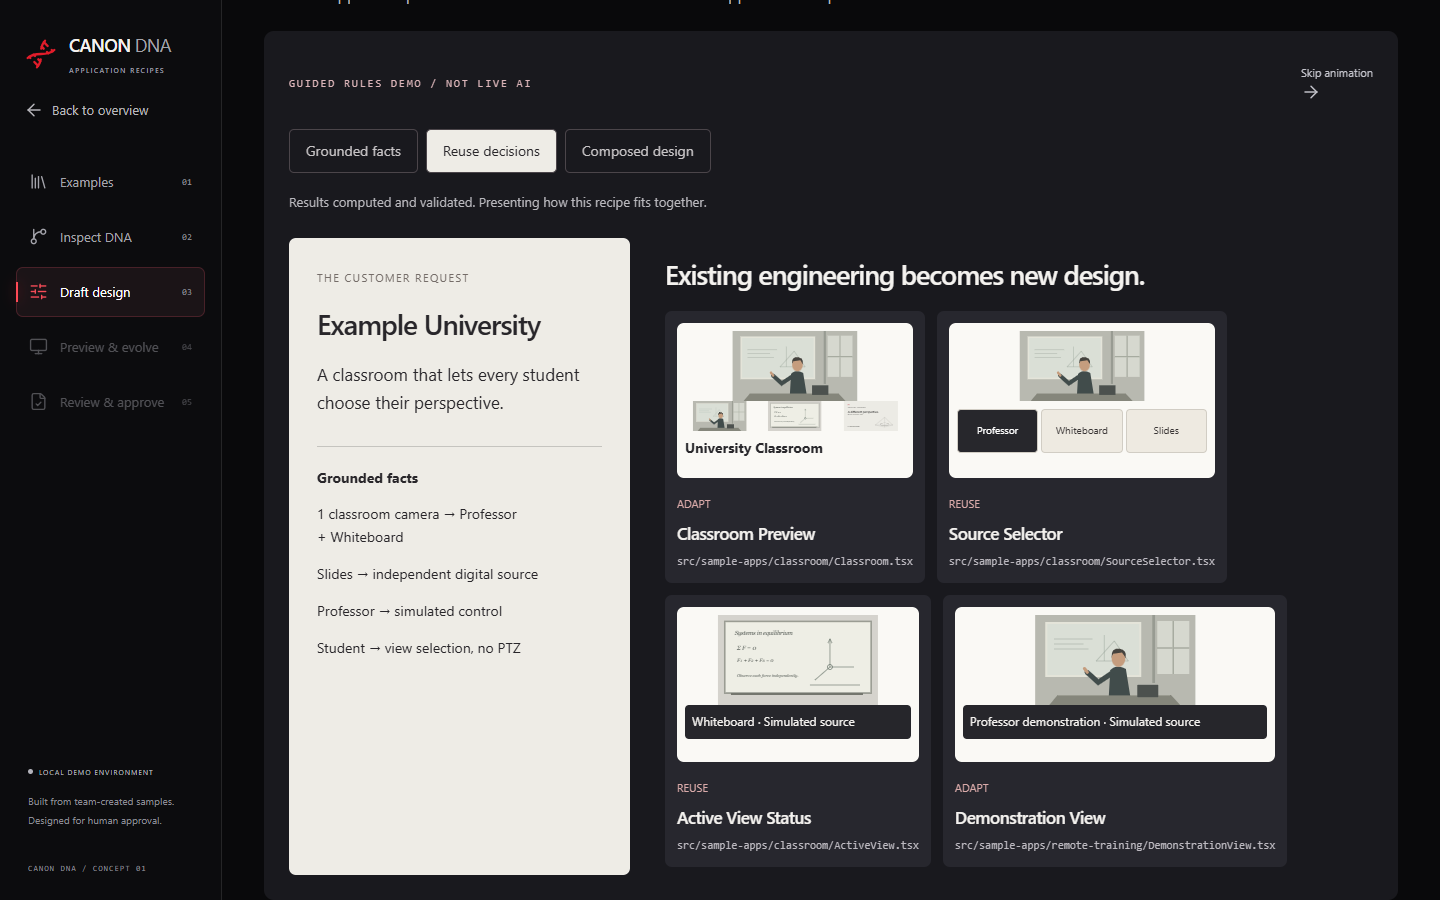 CANON DNA
APPLICATION RECIPES
Back to overview
Examples 01
Inspect DNA 02
Draft design 03
Preview & evolve 04
Review & approve 05
LOCAL DEMO ENVIRONMENT
Built from team-created samples.
Designed for human approval.
CANON DNA / CONCEPT 01
GUIDED RULES DEMO / NOT LIVE AI
Skip animation
Grounded facts
Reuse decisions
Composed design
Results computed and validated. Presenting how this recipe fits together.
THE CUSTOMER REQUEST
Example University
A classroom that lets every student
choose their perspective.
Grounded facts
1 classroom camera → Professor
+ Whiteboard
Slides → independent digital source
Professor → simulated control
Student → view selection, no PTZ
Existing engineering becomes new design.
University Classroom
ADAPT
Classroom Preview
src/sample-apps/classroom/Classroom.tsx
Professor
Whiteboard
Slides
REUSE
Source Selector
src/sample-apps/classroom/SourceSelector.tsx
Systems in equilibrium
Observe each force independently.
Whiteboard · Simulated source
REUSE
Active View Status
src/sample-apps/classroom/ActiveView.tsx
Professor demonstration · Simulated source
ADAPT
Demonstration View
src/sample-apps/remote-training/DemonstrationView.tsx